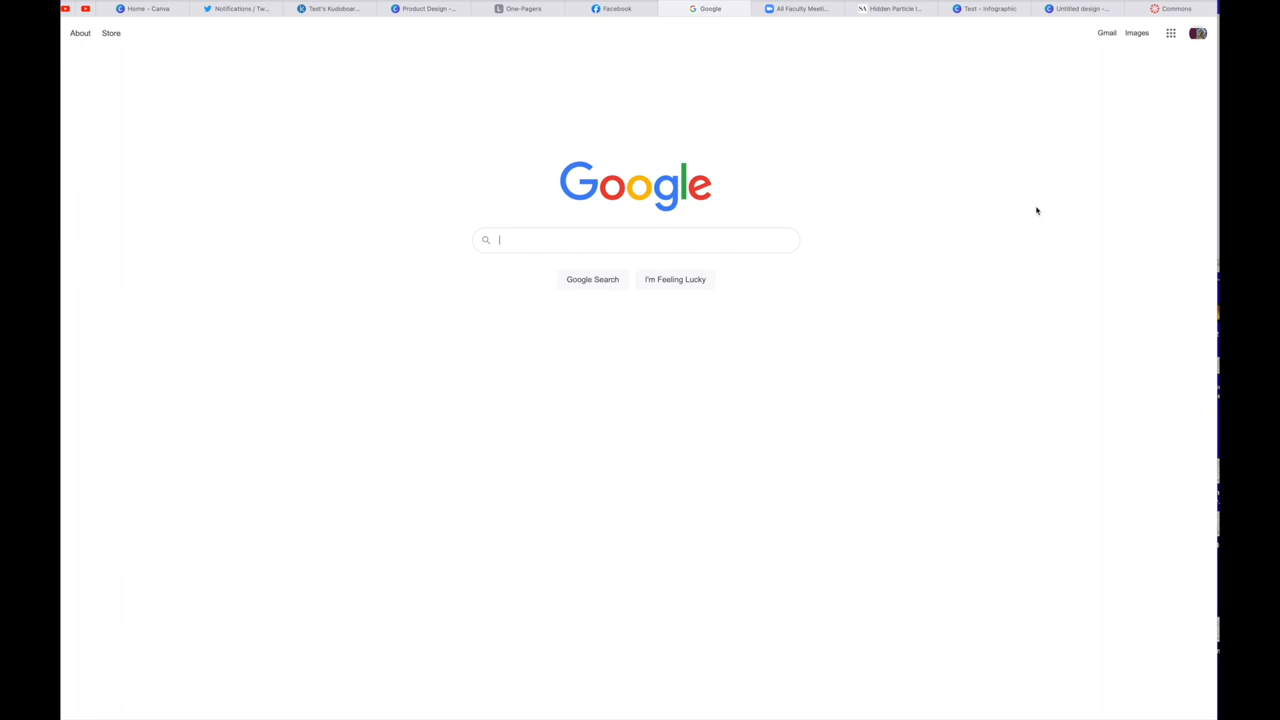 Home - Canva
Notifications / Tw...
Test's Kudoboar...
Product Design -...
One-Pagers
Facebook
Google
All Faculty Meeti...
Hidden Particle I...
Test - Infographic
Untitled design -...
Commons
About
Store
Gmail
Images
Google
Google Search
I'm Feeling Lucky